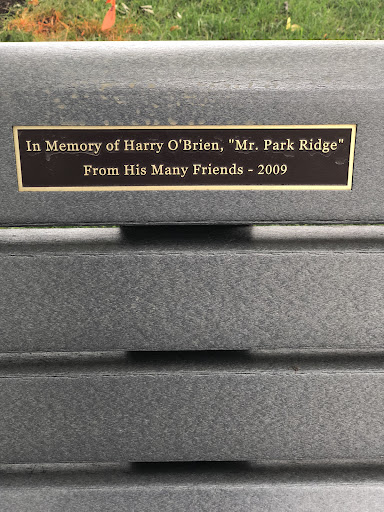 In Memory of Harry O'Brien, "Mr. Park Ridge"
From His Many Friends - 2009